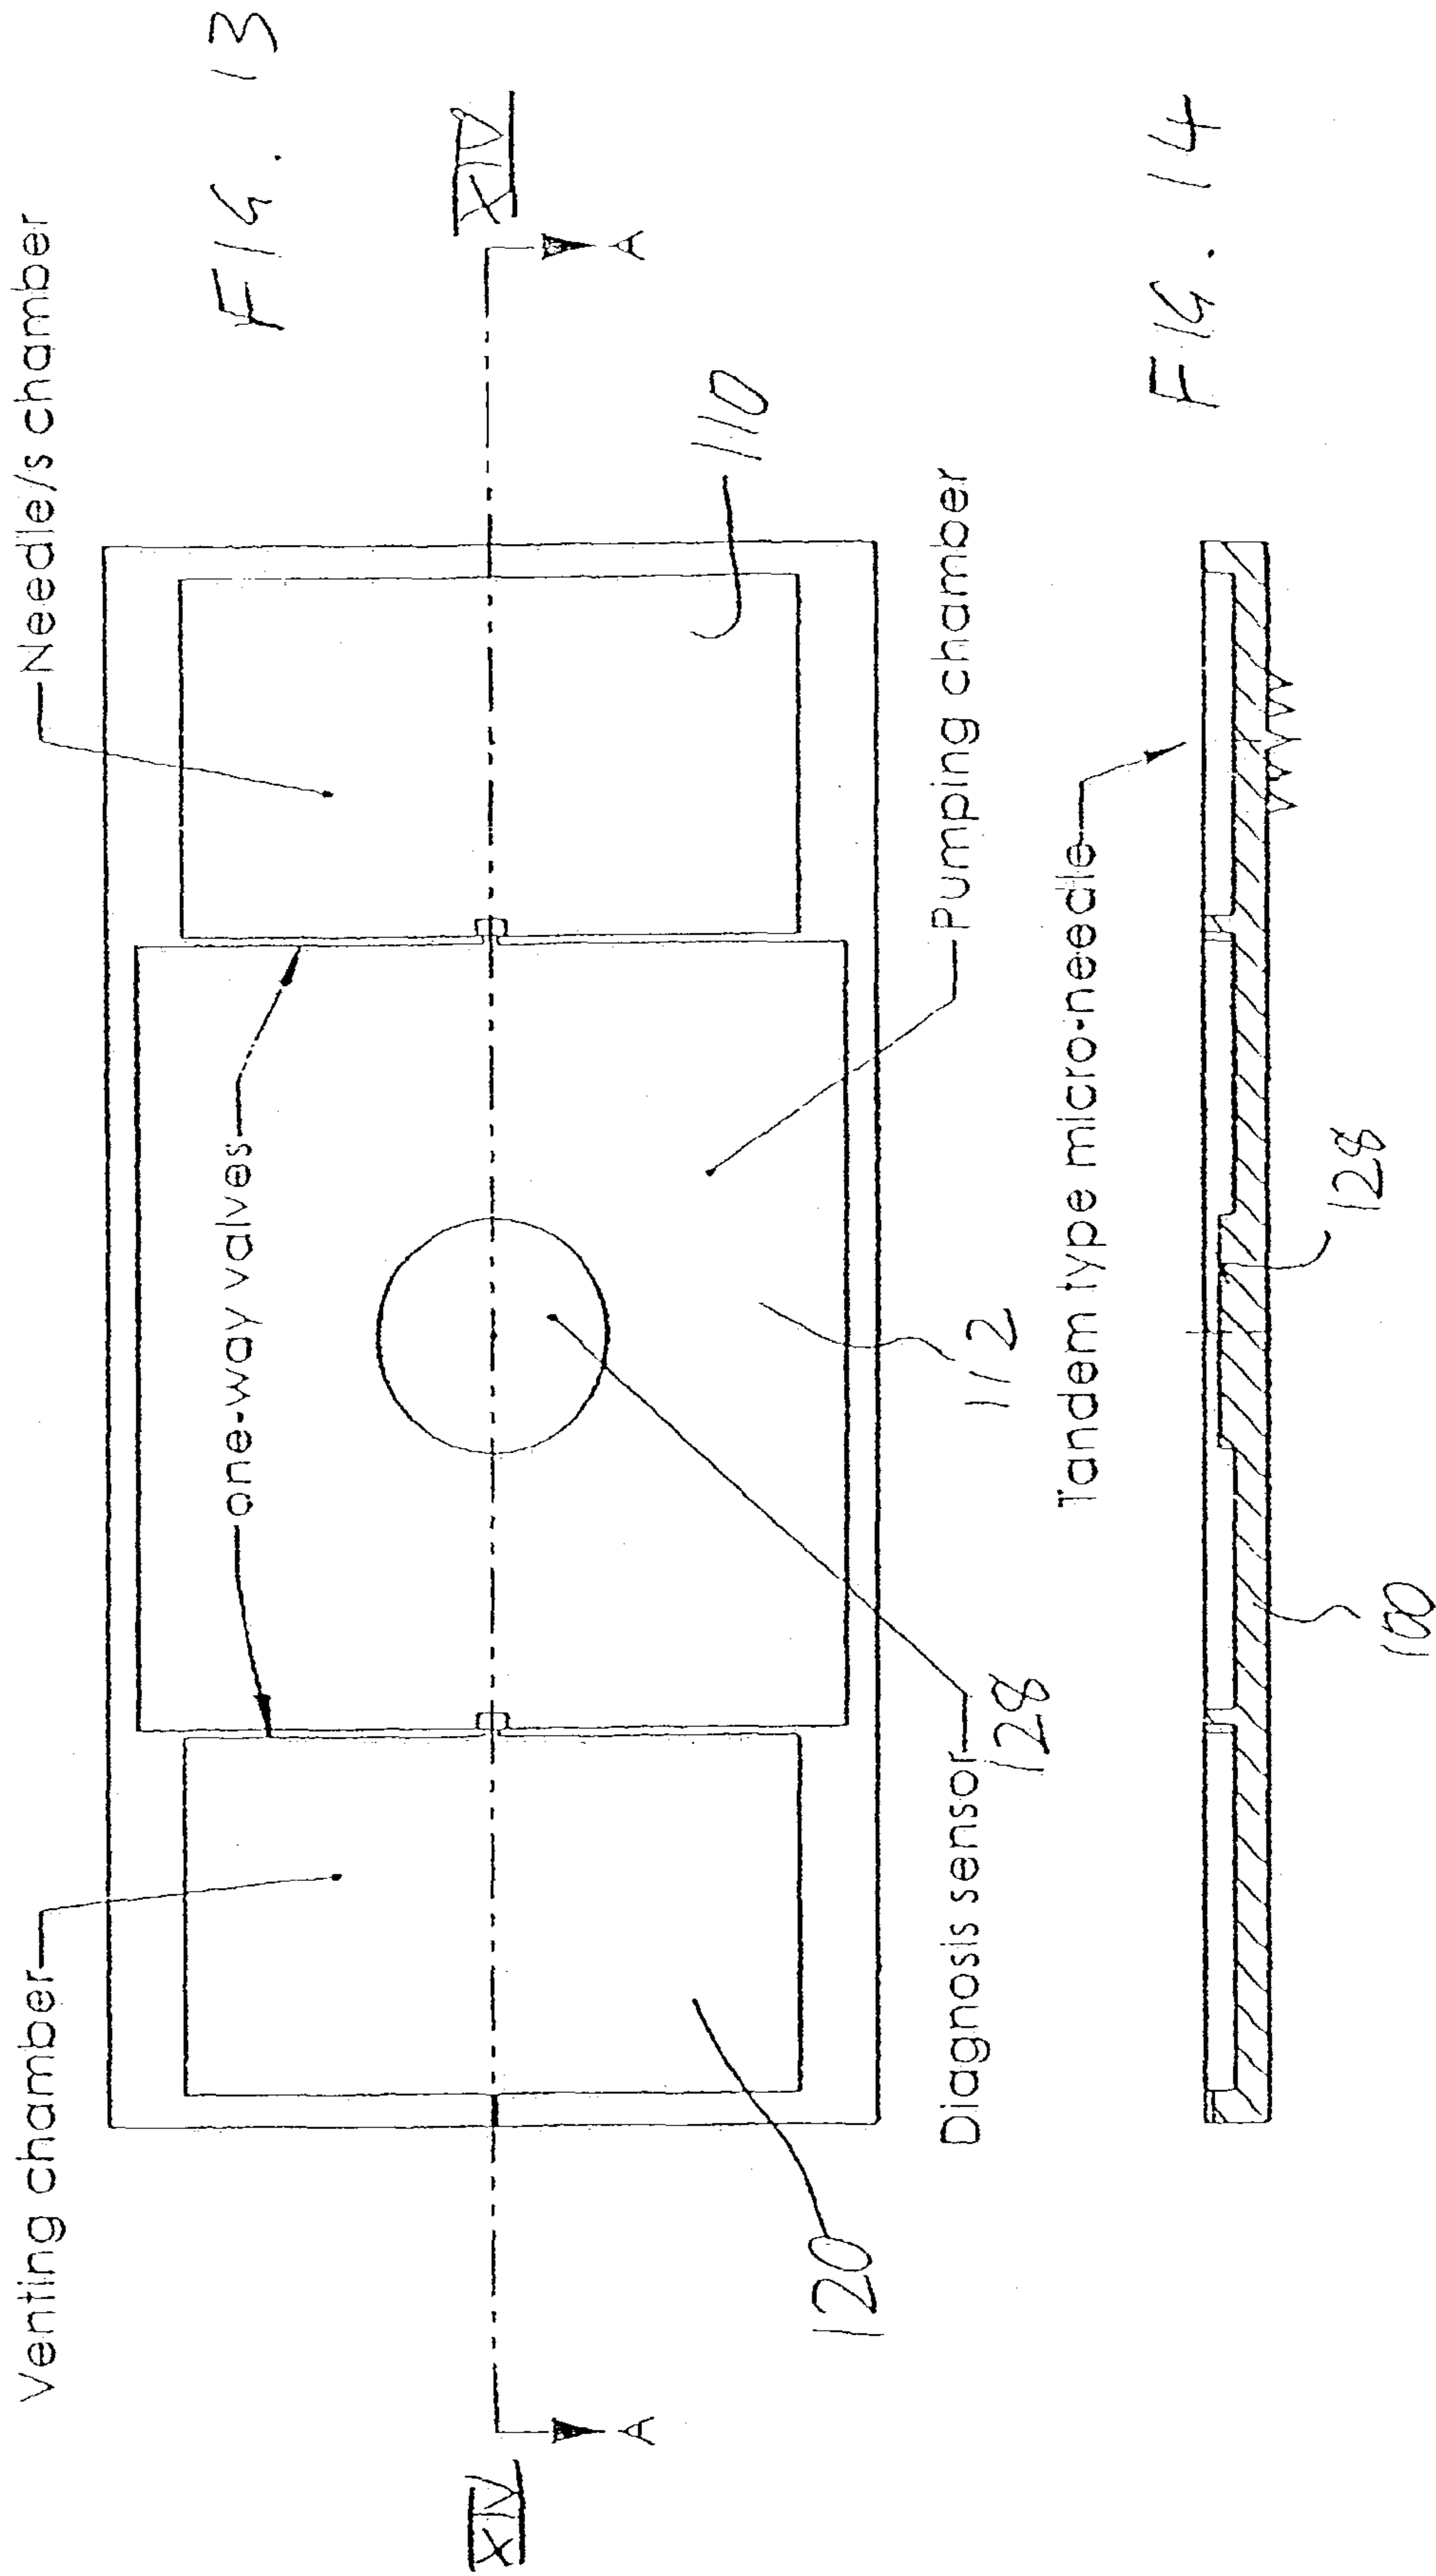 Needle/s chamber
FIG. 13
Venting chamber
one-way valves
XIV
A
XIV
A
110
Pumping chamber
112
Diagnosis sensor
128
120
Tandem type micro-needle
FIG. 14
128
100